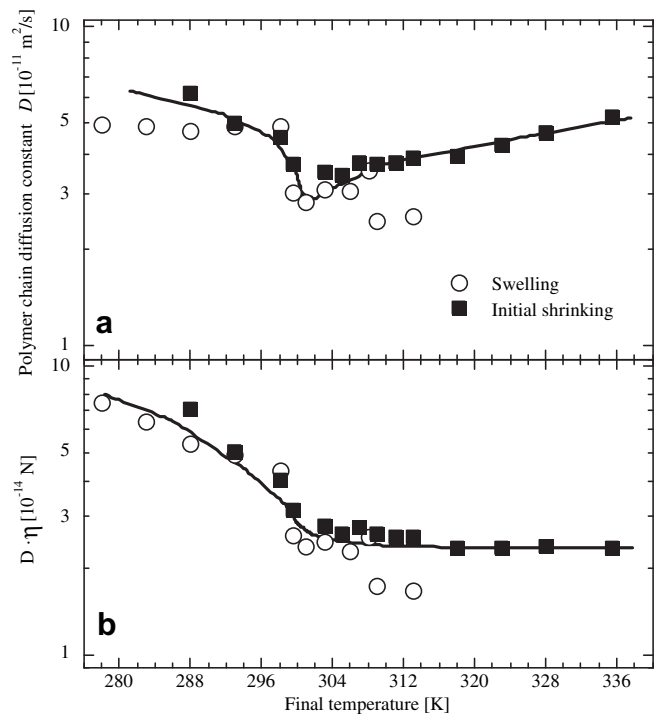 Polymer chain diffusion constant D [10-11 m2/s]
10
5
3
1
Swelling
Initial shrinking
a
D ·η [10-14 N]
10
5
3
1
b
280
288
296
304
312
320
328
336
Final temperature [K]